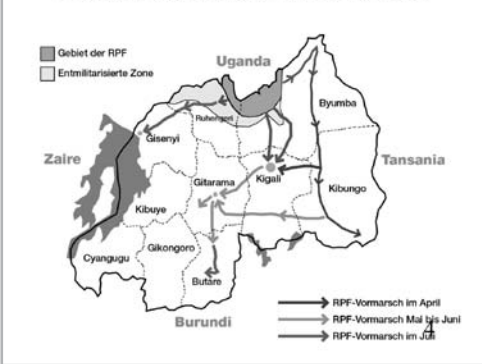 Gebiet der RPF
Entmilitarisierte Zone
Uganda
Byumba
Ruhengeri
Gisenyi
Zaire
Tansania
Gitarama
Kigali
Kibungo
Kibuye
Gikongoro
Cyangugu
Butare
Burundi
RPF-Vormarsch im April
RPF-Vormarsch Mai bis Juni
RPF-Vormarsch im Juli
4